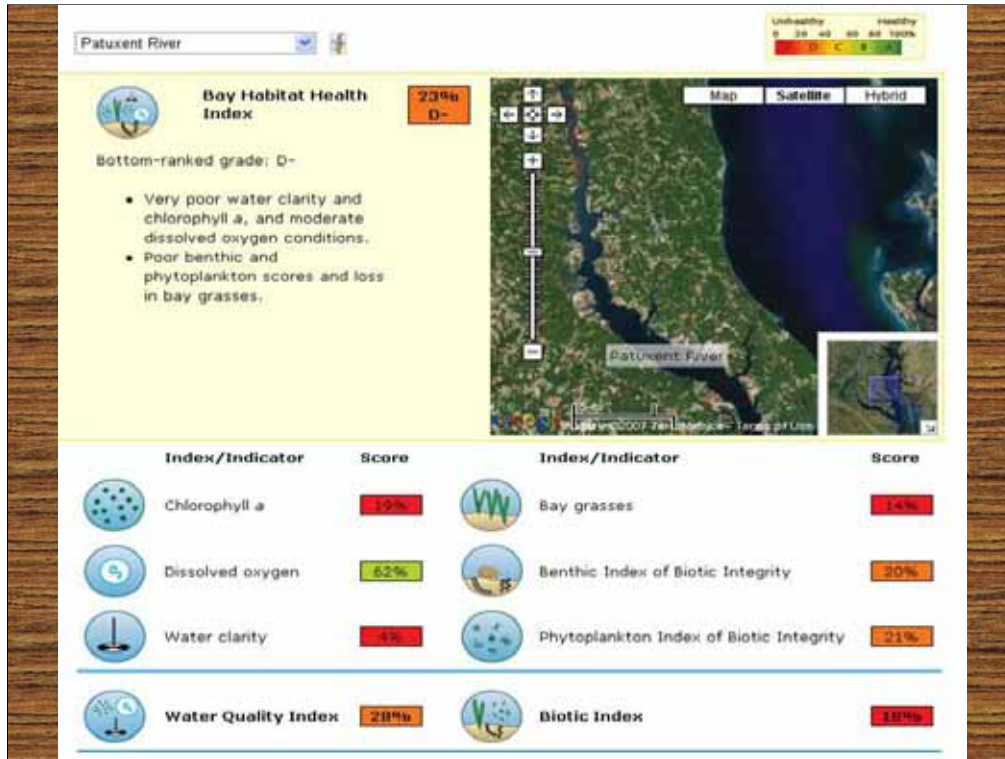 Patuxent River
Unhealthy Healthy
0 20 40 60 80 100%
D C B A
Bay Habitat Health
Index
23%
D-
Bottom-ranked grade: D-
• Very poor water clarity and
chlorophyll a, and moderate
dissolved oxygen conditions.
• Poor benthic and
phytoplankton scores and loss
in bay grasses.
Map Satellite Hybrid
Patuxent River
©2007 Terms of Use
Index/Indicator Score Index/Indicator Score
Chlorophyll a 19% Bay grasses 14%
Dissolved oxygen 62% Benthic Index of Biotic Integrity 20%
Water clarity 4% Phytoplankton Index of Biotic Integrity 21%
Water Quality Index 28% Biotic Index 18%